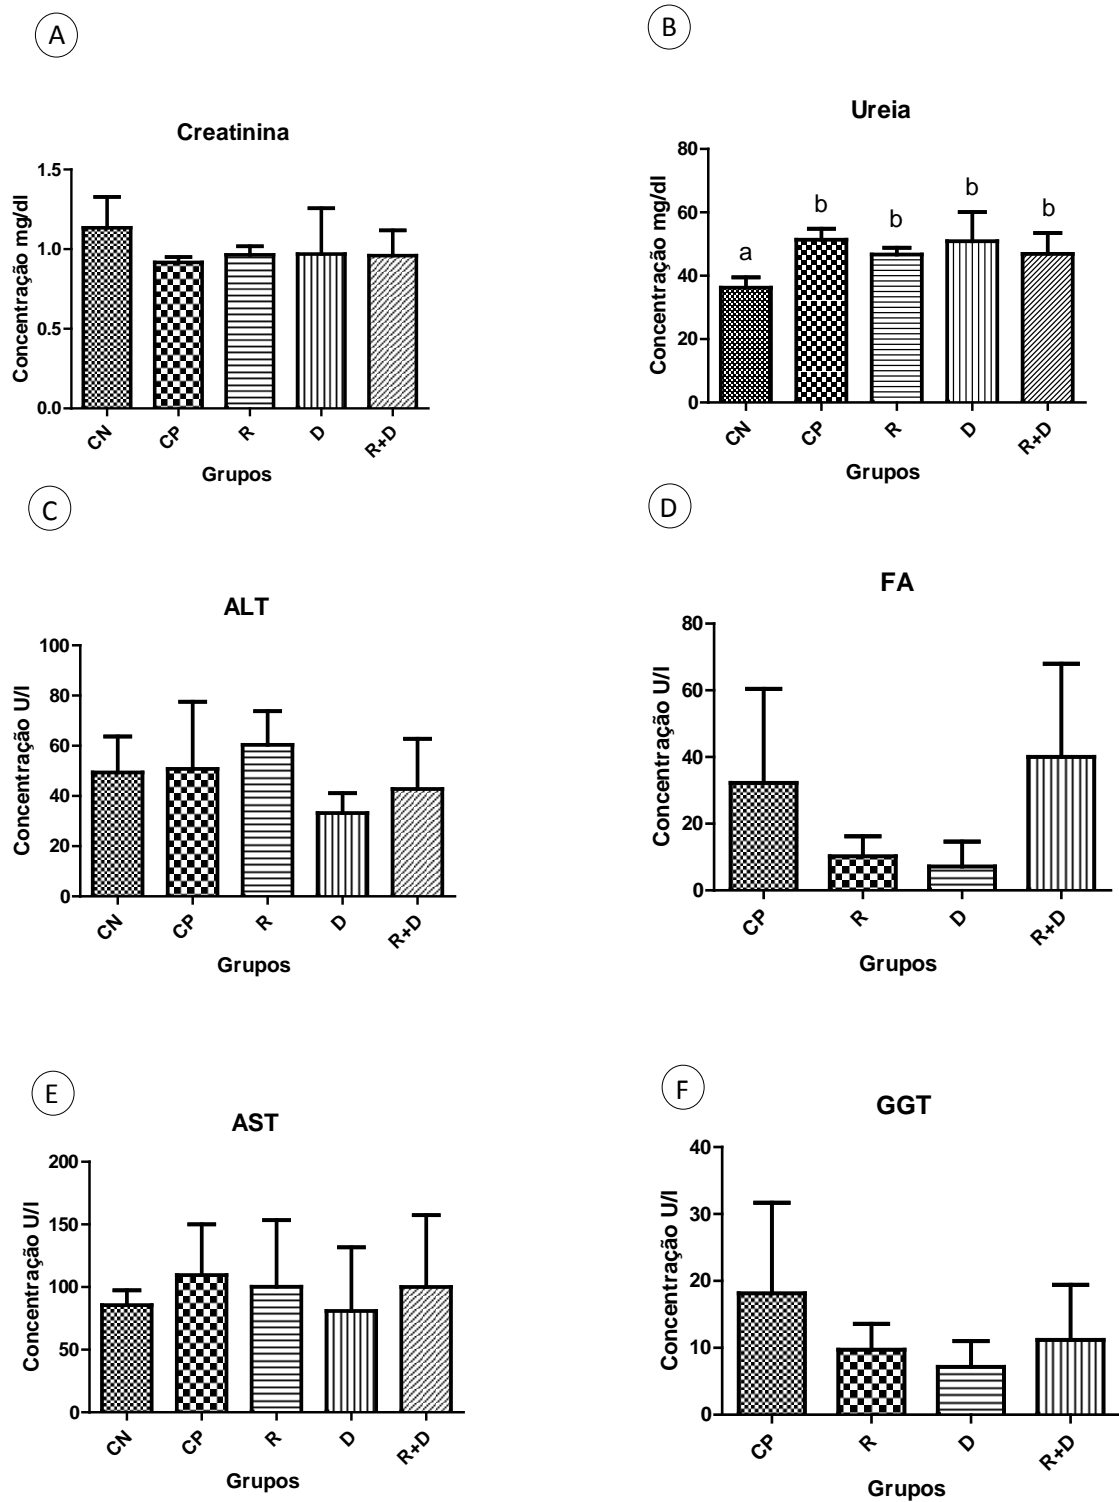 A
Creatinina
Concentração mg/dl
1.5
1.0
0.5
0.0
CN
CP
R
D
R+D
Grupos
B
Ureia
Concentração mg/dl
80
60
40
20
0
a
b
b
b
b
CN
CP
R
D
R+D
Grupos
C
ALT
Concentração U/l
100
80
60
40
20
0
CN
CP
R
D
R+D
Grupos
D
FA
Concentração U/l
80
60
40
20
0
CP
R
D
R+D
Grupos
E
AST
Concentração U/l
200
150
100
50
0
CN
CP
R
D
R+D
Grupos
F
GGT
Concentração U/l
40
30
20
10
0
CP
R
D
R+D
Grupos